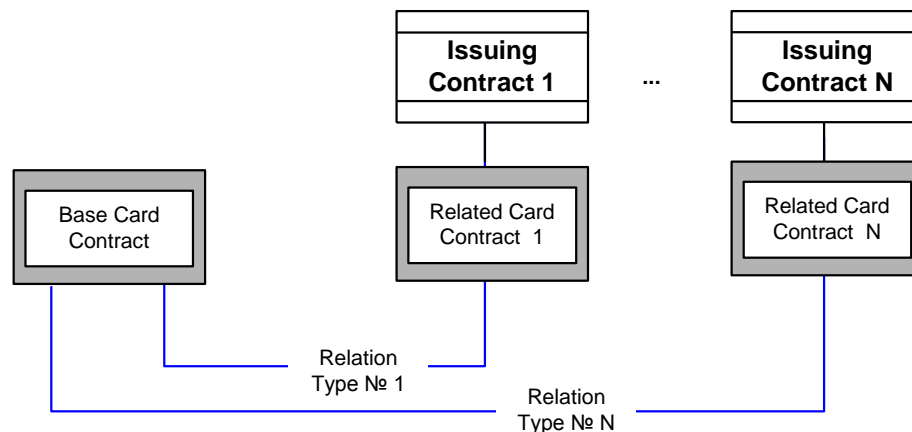 Issuing
Contract 1
...
Issuing
Contract N
Base Card
Contract
Related Card
Contract 1
Related Card
Contract N
Relation
Type № 1
Relation
Type № N